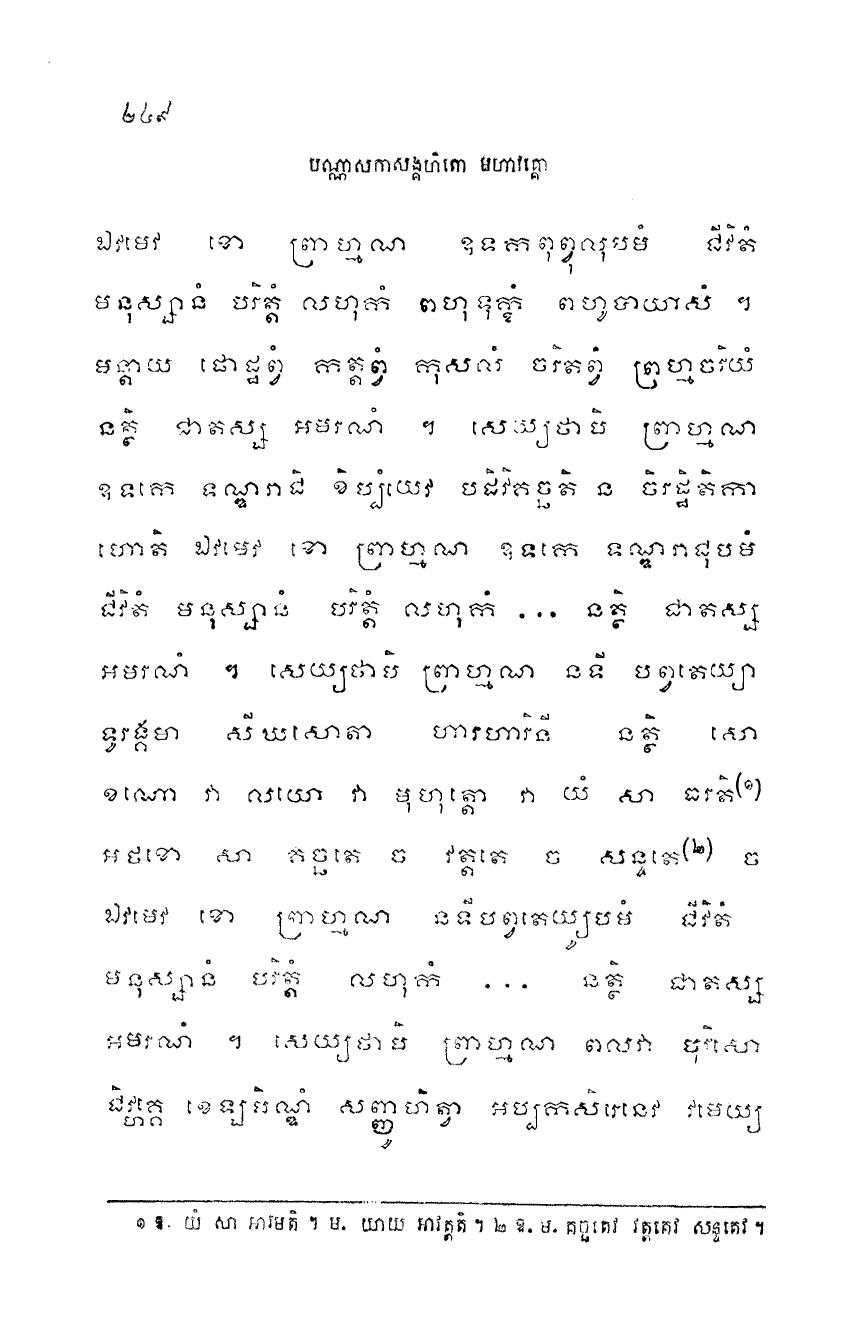 ២៤៩
បណ្ណាសកាសង្គហិតោ មហាវគ្គោ
ឯវមេវ ខោ ព្រាហ្មណ ឧទកពុព្វុលុបមំ ជីវិតំ
មនុស្សានំ បរិត្តំ លហុកំ ពហុទុក្ខំ ពហូបាយាសំ ។
មន្តាយ ផោដ្ឋព្វំ កត្តព្វំ កុសលំ ចរិតព្វំ ព្រហ្មចរិយំ
នត្ថិ ជាតស្ស អមរណំ ។ សេយ្យថាបិ ព្រាហ្មណ
ឧទកេ ទណ្ឌរាជិ ខិប្បំយេវ បដិវិគច្ឆតិ ន ចិរដ្ឋិតិកា
ហោតិ ឯវមេវ ខោ ព្រាហ្មណ ឧទកេ ទណ្ឌរាជុបមំ
ជីវិតំ មនុស្សានំ បរិត្តំ លហុកំ ... នត្ថិ ជាតស្ស
អមរណំ ។ សេយ្យថាបិ ព្រាហ្មណ នទី បព្វតេយ្យា
ទូរង្គមា សីឃសោតា ហារហារិនី នត្ថិ សោ
ខណោ វា លយោ វា មុហុត្តោ វា យំ សា ធរតិ(១)
អថខោ សា គច្ឆតេ ច វត្តតេ ច សន្ទតេ(២) ច
ឯវមេវ ខោ ព្រាហ្មណ នទីបព្វតេយ្យូបមំ ជីវិតំ
មនុស្សានំ បរិត្តំ លហុកំ ... នត្ថិ ជាតស្ស
អមរណំ ។ សេយ្យថាបិ ព្រាហ្មណ ពលវា បុរិសោ
ជិវ្ហគ្គេ ខេឡបិណ្ឌំ សញ្ញូហិត្វា អប្បកសិរេនេវ វមេយ្យ
១ ឱ. យំ សា អារមតិ ។ ម. យាយ អាវត្តតិ ។ ២ ឱ. ម. គច្ឆតេវ វត្តតេវ សន្ទតេវ ។